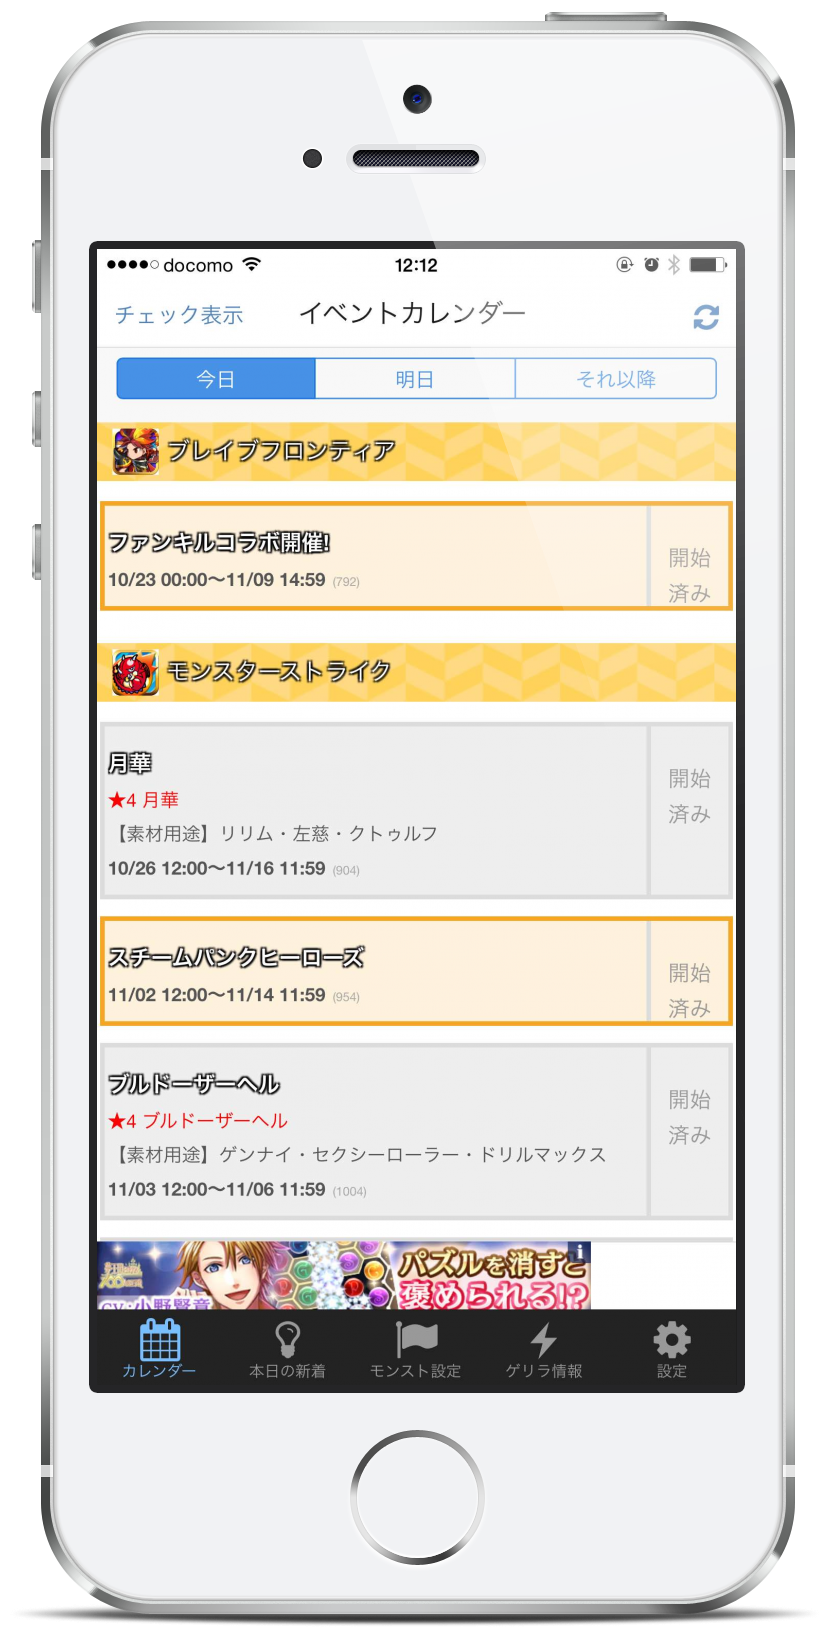 docomo 12:12
チェック表示 イベントカレンダー
今日 明日 それ以降
ブレイブフロンティア
ファンキルコラボ開催!
10/23 00:00〜11/09 14:59 (792)
開始
済み
モンスターストライク
月華
★4 月華
【素材用途】リリム・左慈・クトゥルフ
10/26 12:00〜11/16 11:59 (904)
開始
済み
スチームパンクヒーローズ
11/02 12:00〜11/14 11:59 (954)
開始
済み
ブルドーザーヘル
★4 ブルドーザーヘル
【素材用途】ゲンナイ・セクシーローラー・ドリルマックス
11/03 12:00〜11/06 11:59 (1004)
開始
済み
パズルを消すと
褒められる!?
CV:小野賢章
カレンダー 本日の新着 モンスト設定 ゲリラ情報 設定